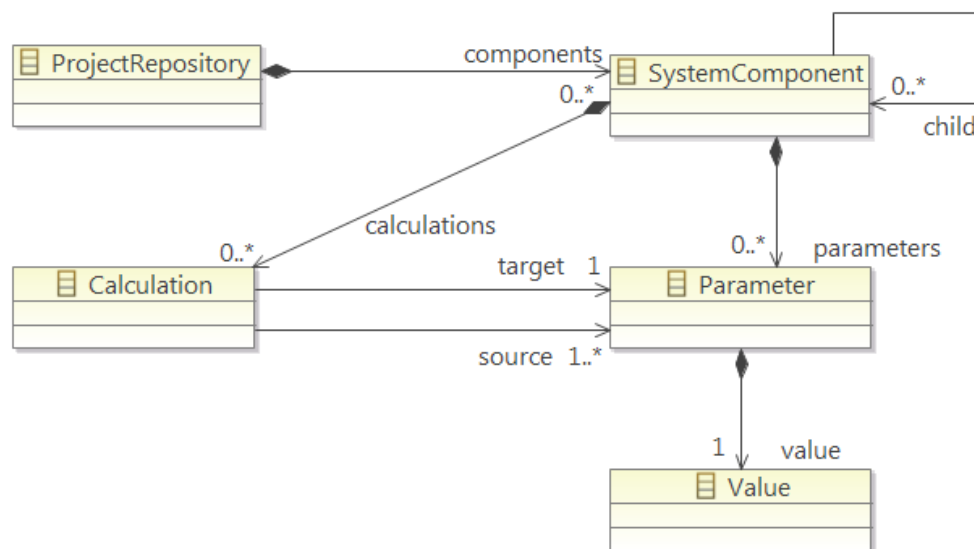 components
ProjectRepository
SystemComponent
0..*
0..*
child
calculations
0..*
0..*
parameters
target 1
Calculation
Parameter
source 1..*
1 value
Value